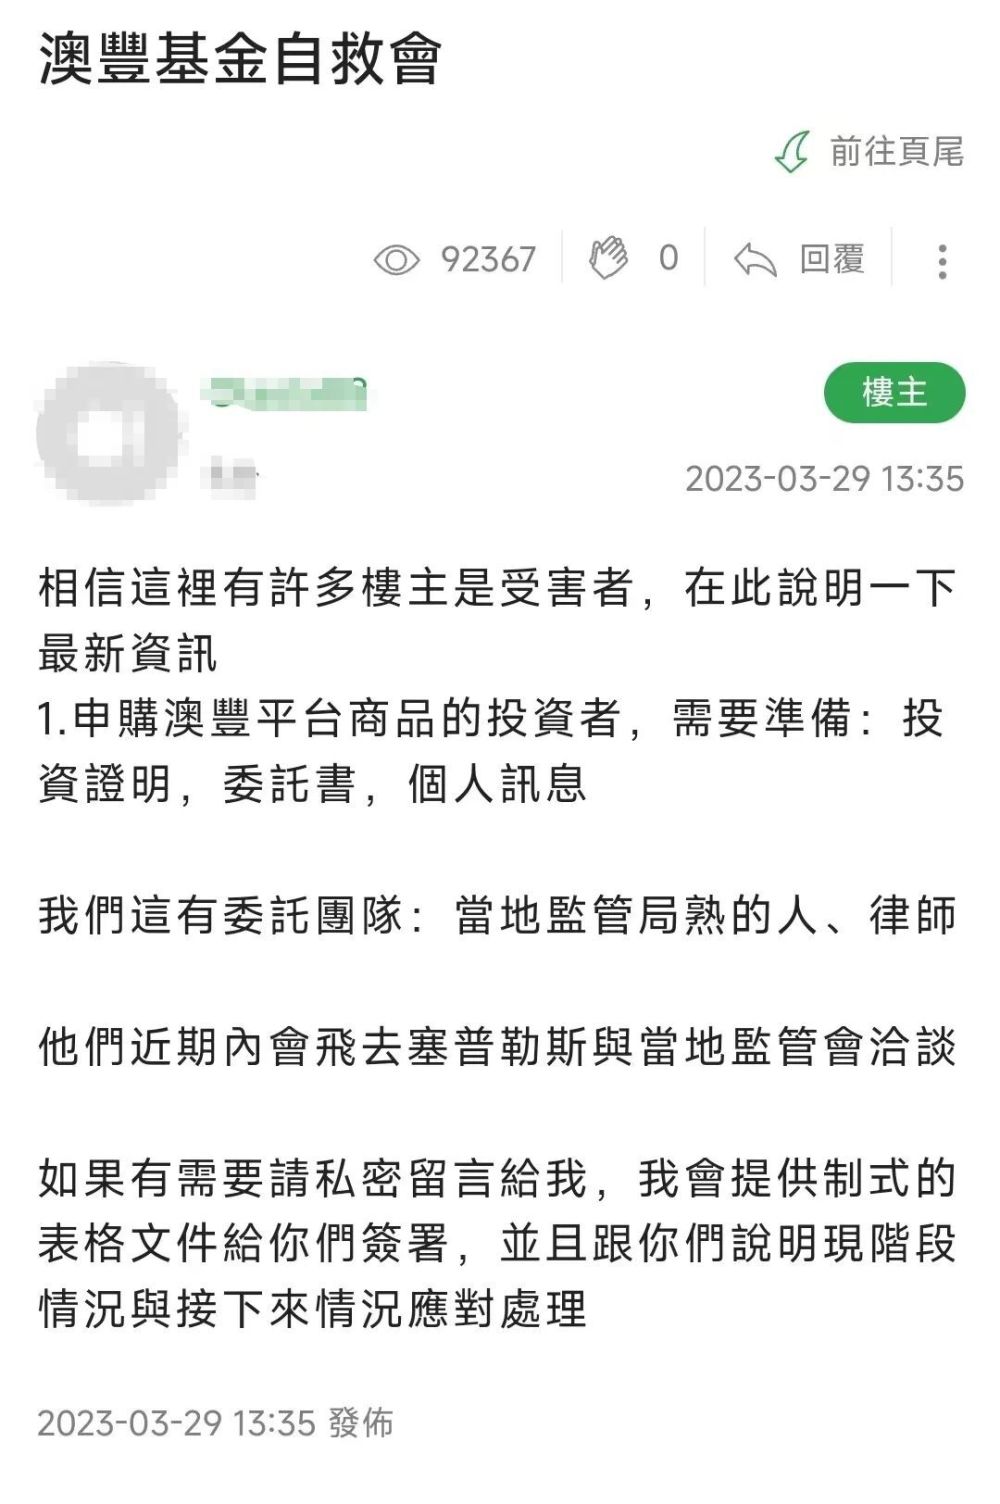 澳豐基金自救會
前往頁尾
92367 0 回覆
樓主
2023-03-29 13:35
相信這裡有許多樓主是受害者，在此說明一下
最新資訊
1.申購澳豐平台商品的投資者，需要準備：投
資證明，委託書，個人訊息
我們這有委託團隊：當地監管局熟的人、律師
他們近期內會飛去塞普勒斯與當地監管會洽談
如果有需要請私密留言給我，我會提供制式的
表格文件給你們簽署，並且跟你們說明現階段
情況與接下來情況應對處理
2023-03-29 13:35 發佈